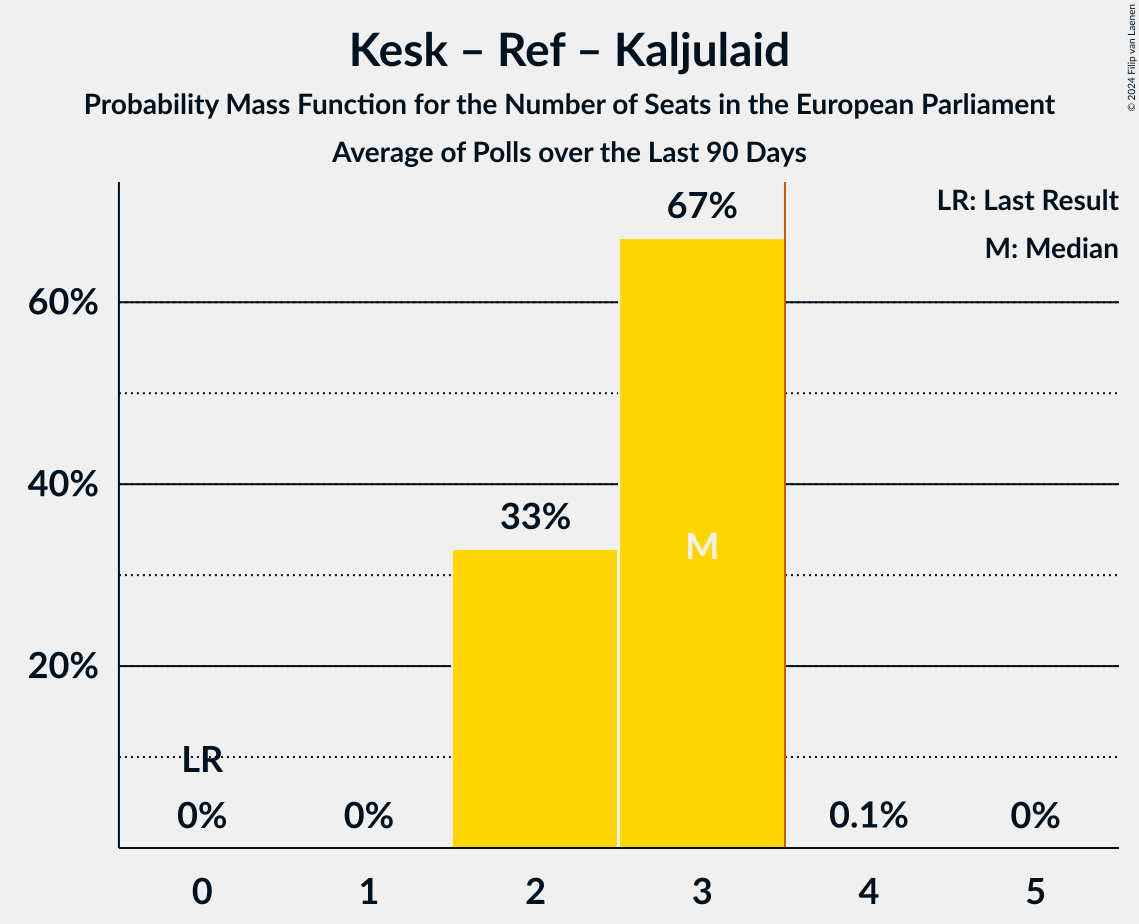 Kesk – Ref – Kaljulaid
Probability Mass Function for the Number of Seats in the European Parliament
Average of Polls over the Last 90 Days
© 2024 Filip van Laenen
LR: Last Result
M: Median
67%
60%
40%
33%
M
20%
LR
0% 0% 0.1% 0%
0 1 2 3 4 5